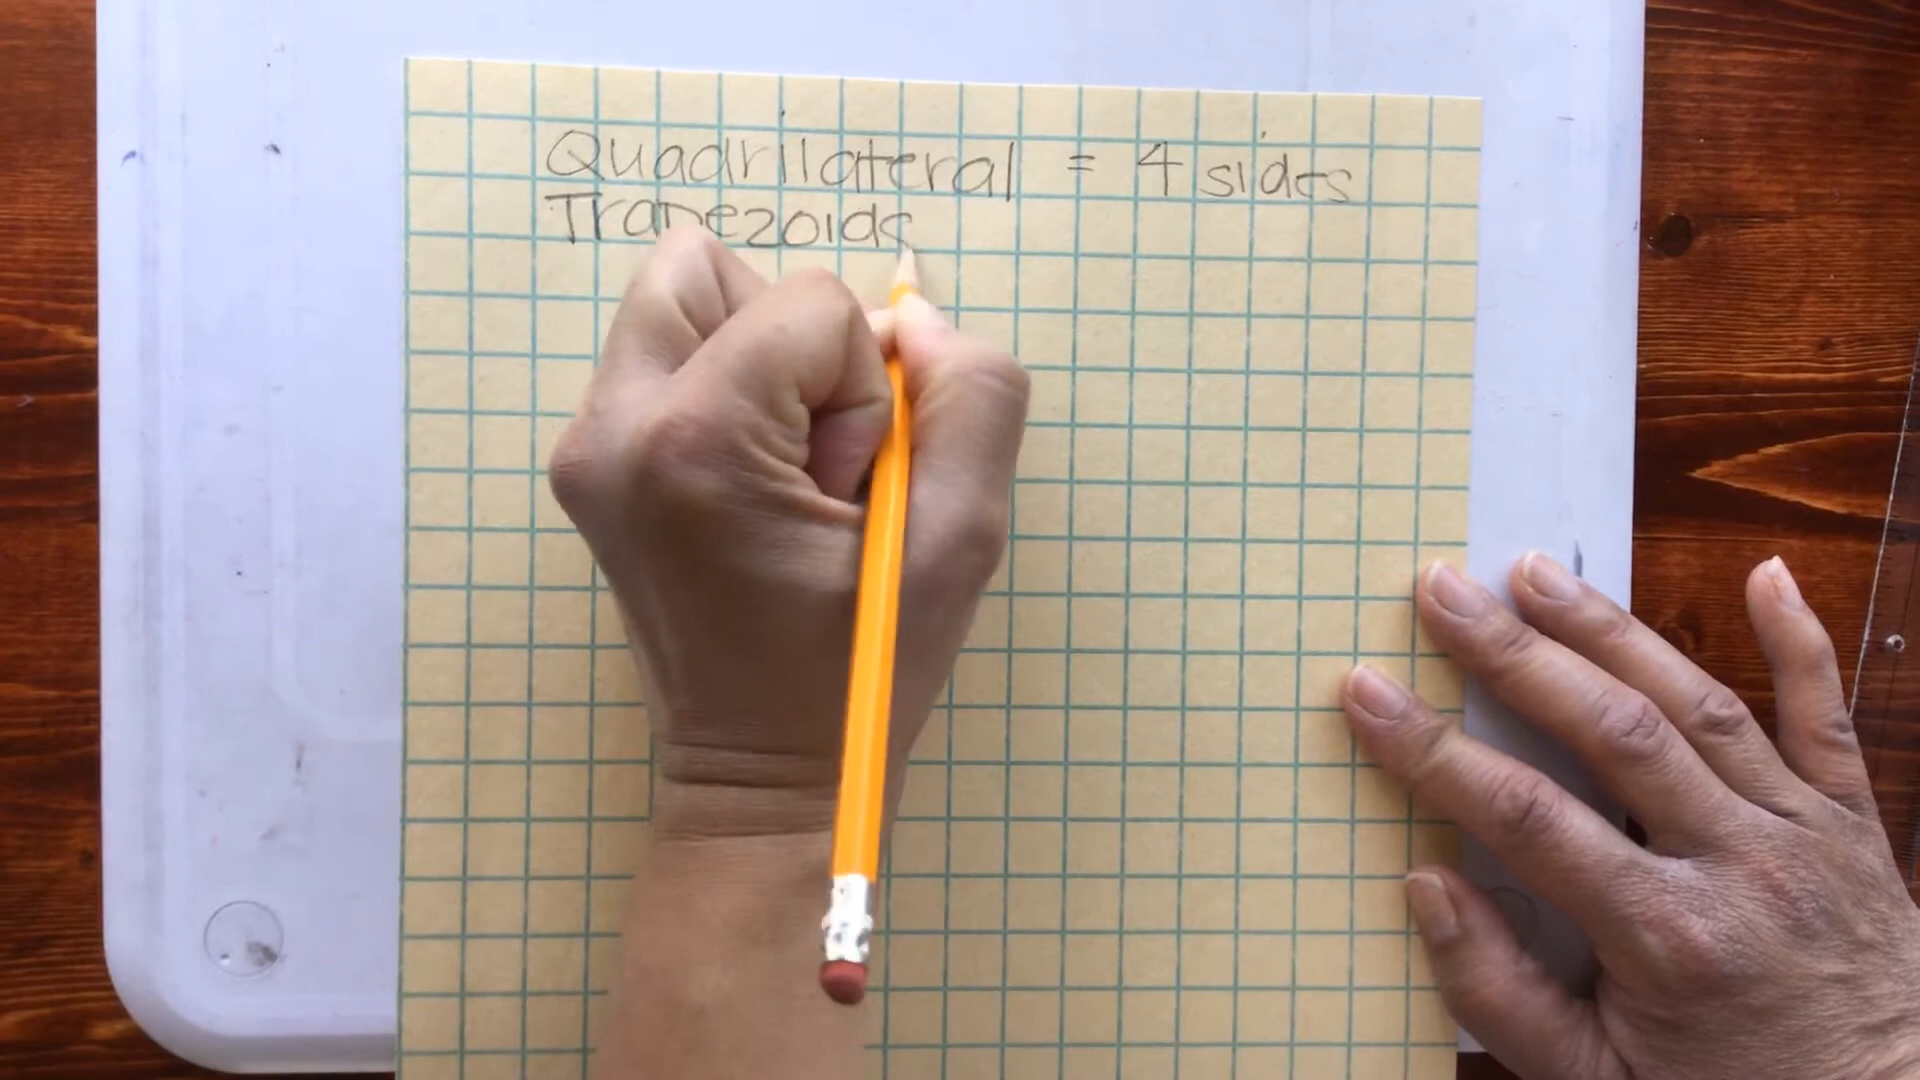 Quadrilateral = 4 sides
Trapezoids